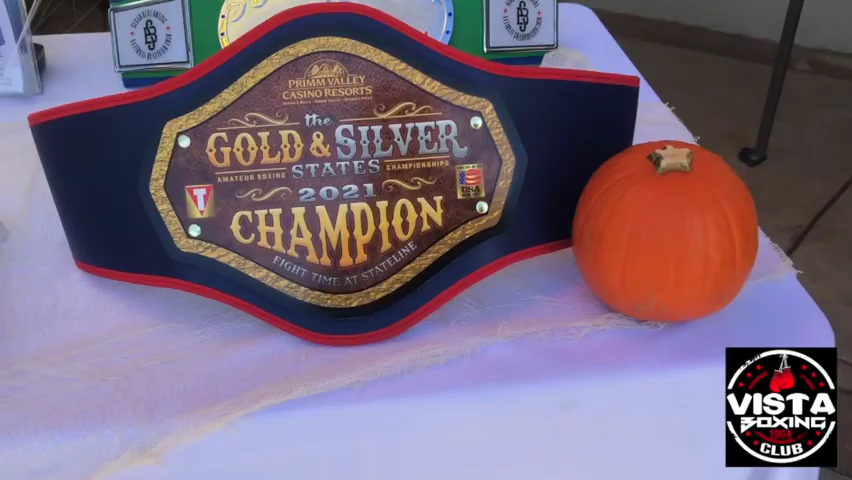 PRIMM VALLEY
CASINO RESORTS
the
GOLD & SILVER
STATES
AMATEUR BOXING
CHAMPIONSHIPS
2021
CHAMPION
FIGHT TIME AT STATELINE
T
USA
VISTA
BOXING
CLUB